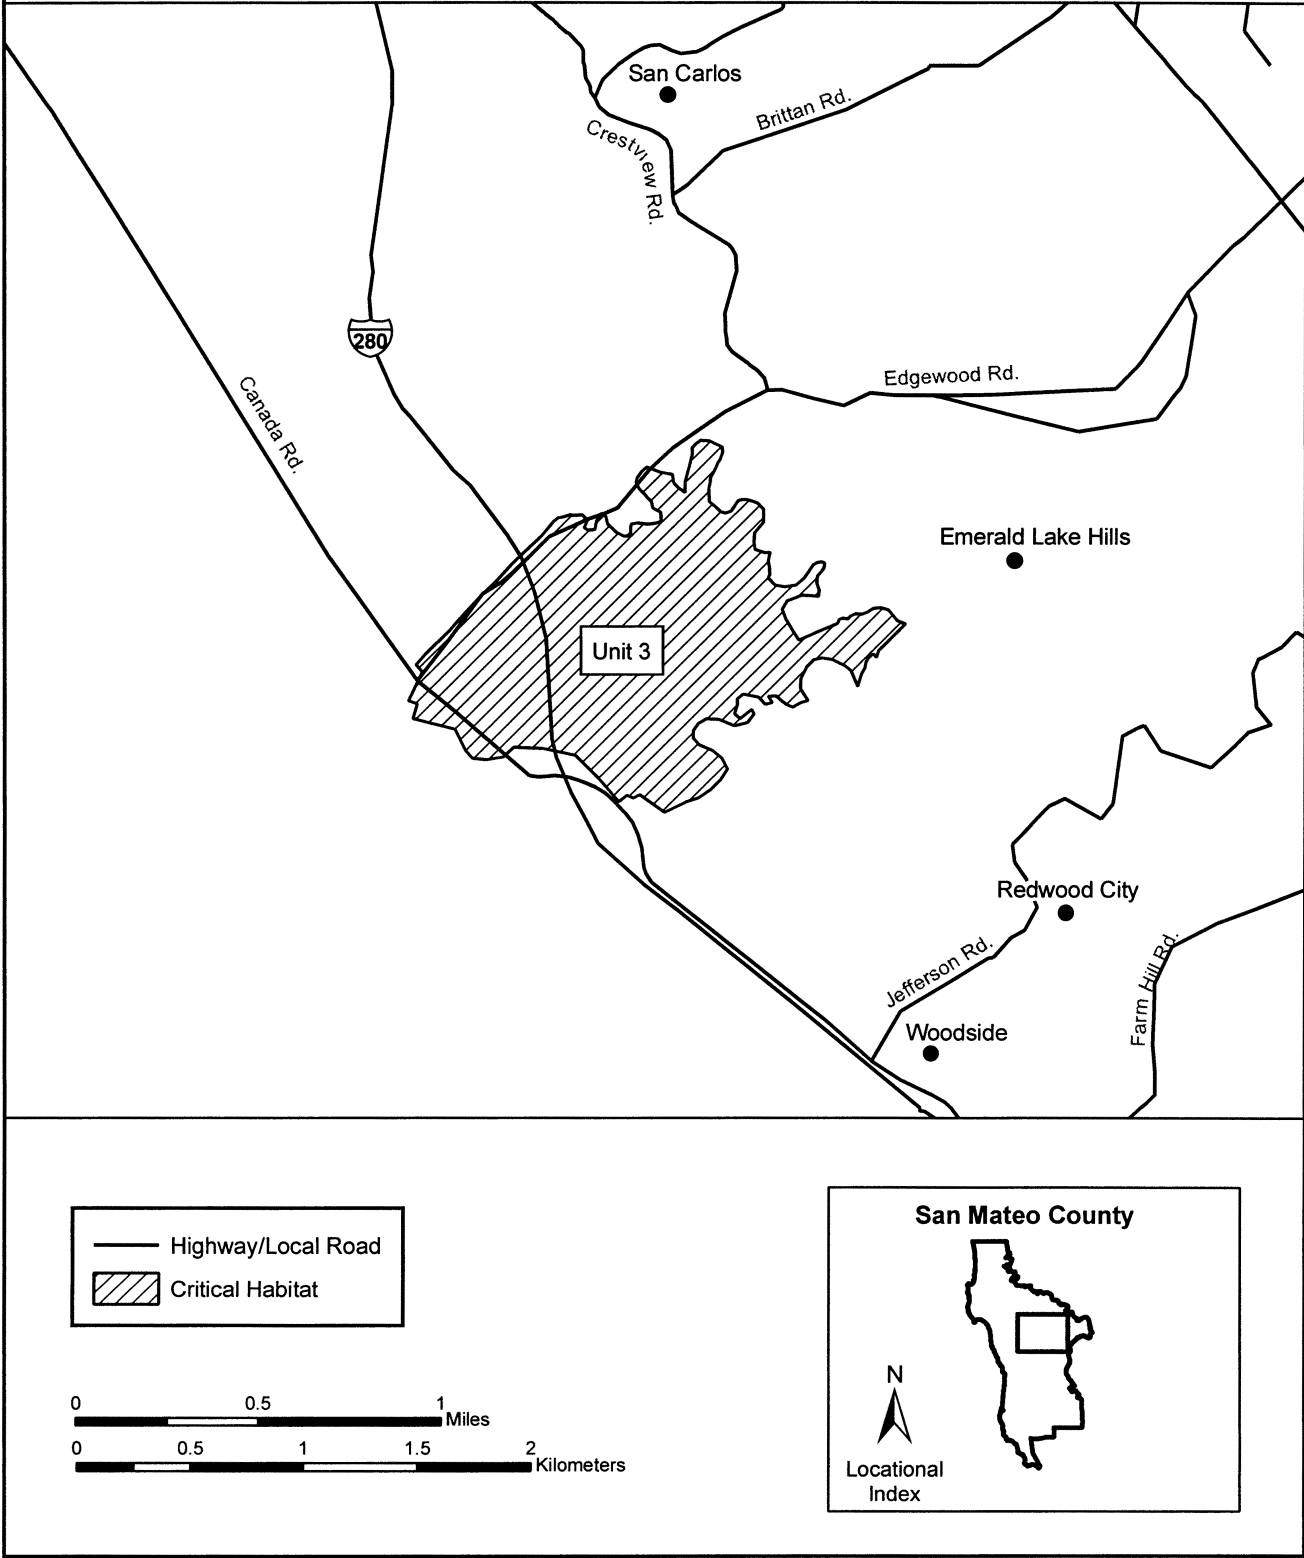 San Carlos
Brittan Rd.
Crestview Rd.
280
Canada Rd.
Edgewood Rd.
Emerald Lake Hills
Unit 3
Redwood City
Jefferson Rd.
Farm Hill Rd.
Woodside
Highway/Local Road
Critical Habitat
0 0.5 1
Miles
0 0.5 1 1.5 2
Kilometers
San Mateo County
N
Locational
Index